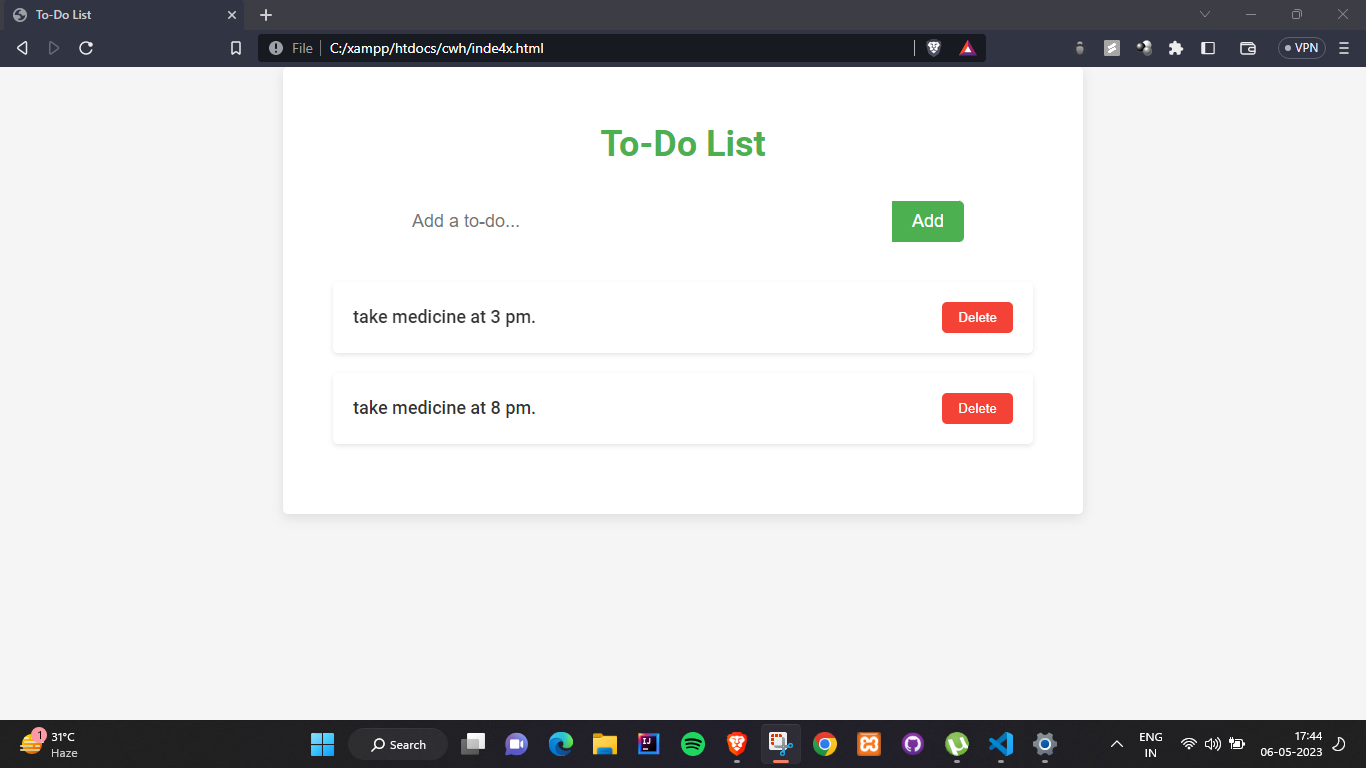 To-Do List
File C:/xampp/htdocs/cwh/inde4x.html
VPN
To-Do List
Add a to-do... Add
take medicine at 3 pm. Delete
take medicine at 8 pm. Delete
1 31°C
Haze
Search
IJ
ENG
IN
17:44
06-05-2023